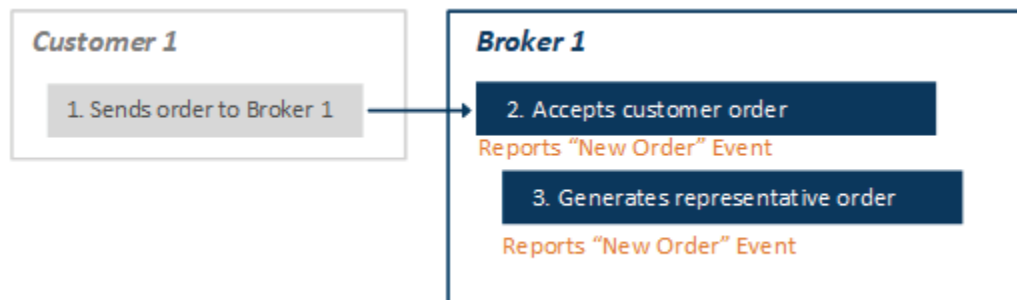 Customer 1
1. Sends order to Broker 1
Broker 1
2. Accepts customer order
Reports “New Order” Event
3. Generates representative order
Reports “New Order” Event